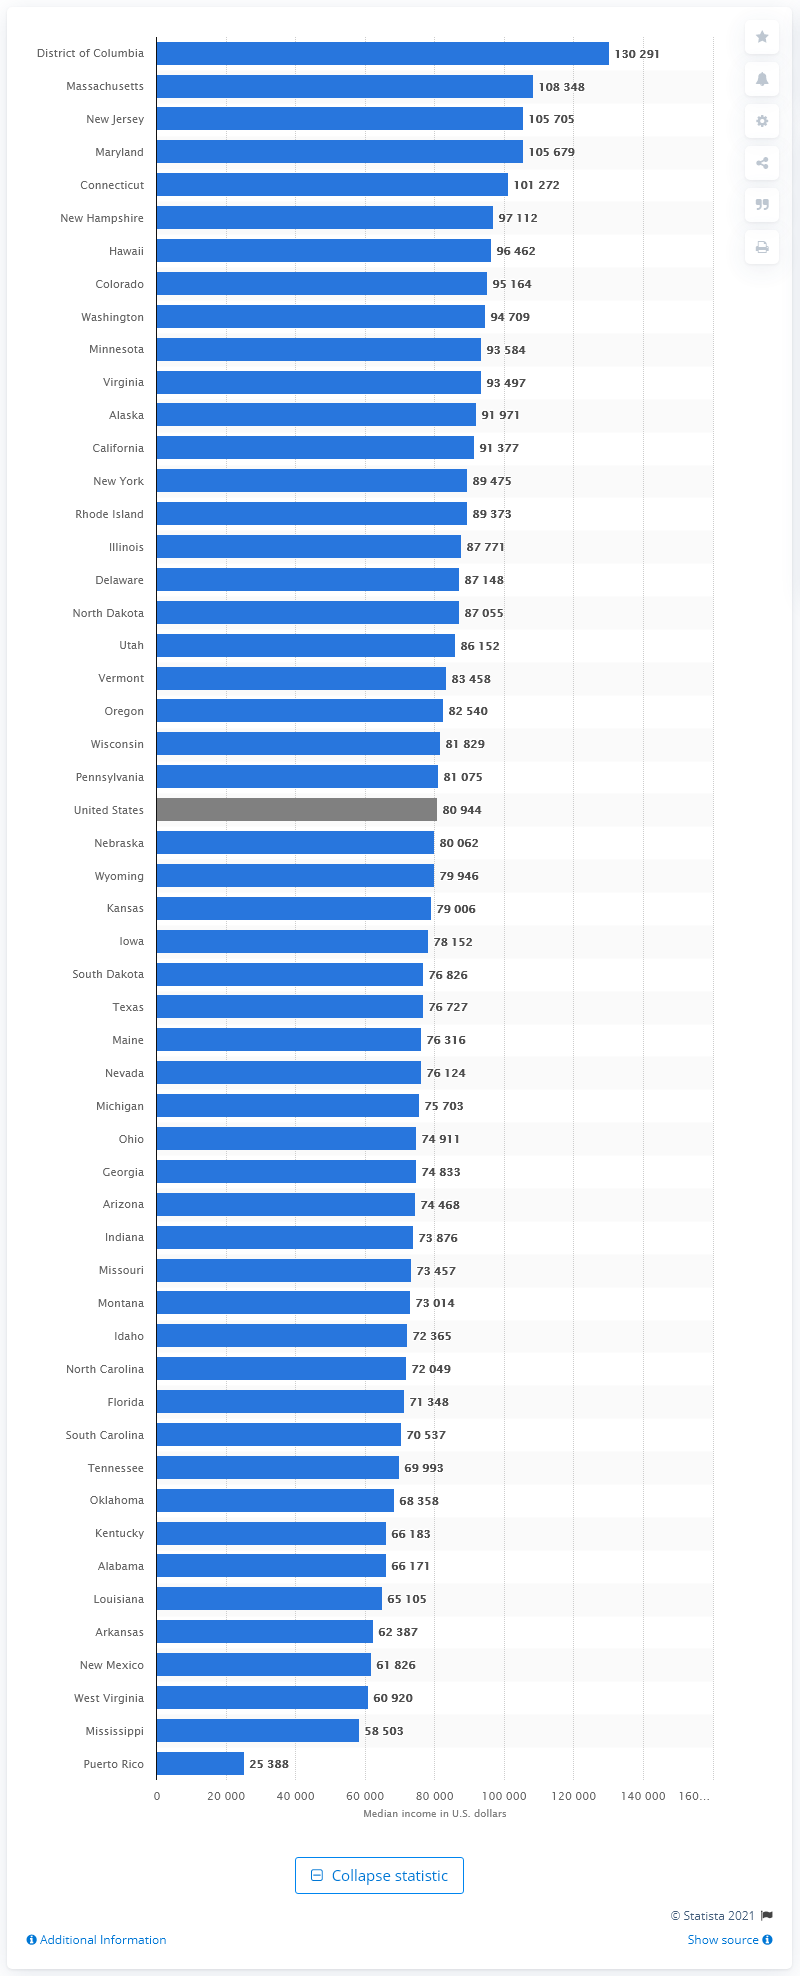 District of Columbia 130 291
Massachusetts 108 348
New Jersey 105 705
Maryland 105 679
Connecticut 101 272
New Hampshire 97 112
Hawaii 96 462
Colorado 95 164
Washington 94 709
Minnesota 93 584
Virginia 93 497
Alaska 91 971
California 91 377
New York 89 475
Rhode Island 89 373
Illinois 87 771
Delaware 87 148
North Dakota 87 055
Utah 86 152
Vermont 83 458
Oregon 82 540
Wisconsin 81 829
Pennsylvania 81 075
United States 80 944
Nebraska 80 062
Wyoming 79 946
Kansas 79 006
Iowa 78 152
South Dakota 76 826
Texas 76 727
Maine 76 316
Nevada 76 124
Michigan 75 703
Ohio 74 911
Georgia 74 833
Arizona 74 468
Indiana 73 876
Missouri 73 457
Montana 73 014
Idaho 72 365
North Carolina 72 049
Florida 71 348
South Carolina 70 537
Tennessee 69 993
Oklahoma 68 358
Kentucky 66 183
Alabama 66 171
Louisiana 65 105
Arkansas 62 387
New Mexico 61 826
West Virginia 60 920
Mississippi 58 503
Puerto Rico 25 388
0 20 000 40 000 60 000 80 000 100 000 120 000 140 000 160…
Median income in U.S. dollars
Collapse statistic
© Statista 2021
Additional Information Show source